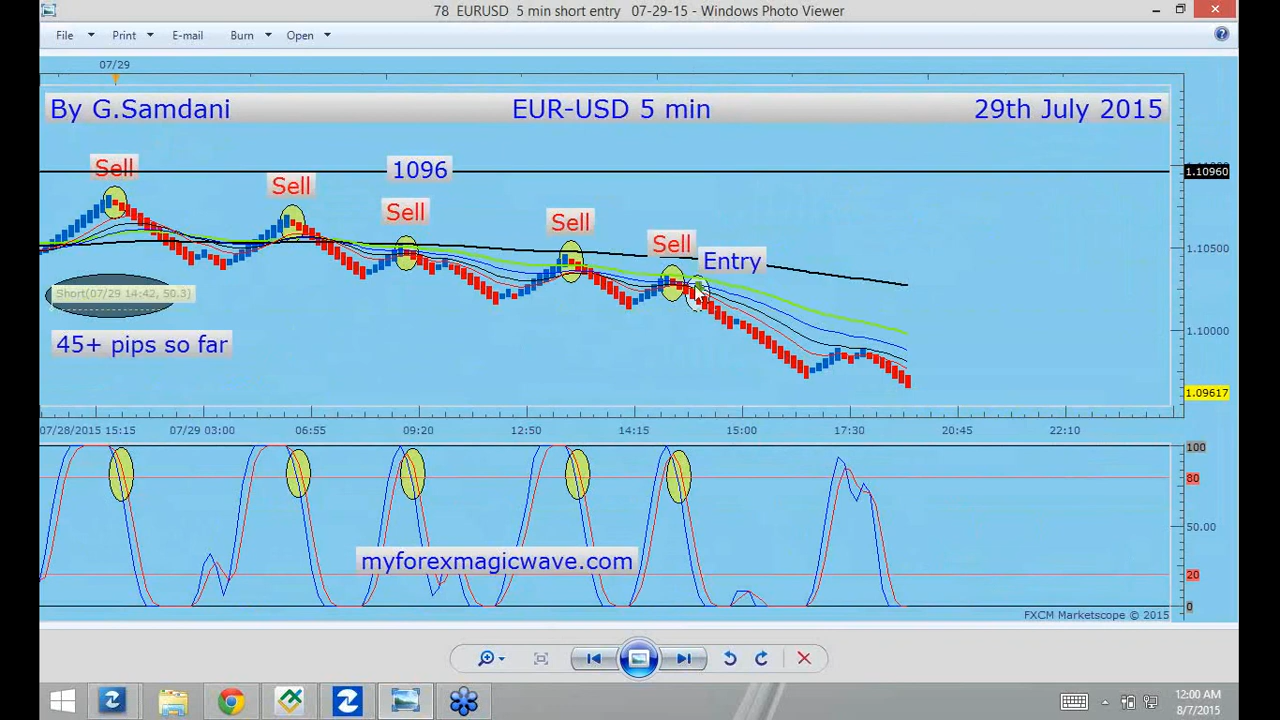 78 EURUSD 5 min short entry 07-29-15 - Windows Photo Viewer
File Print E-mail Burn Open
07/29
By G.Samdani EUR-USD 5 min 29th July 2015
Sell
1096
1.10960
Sell
Sell
Sell
Sell
Entry
1.10500
Short(07/29 14:42, 50.3)
1.10000
45+ pips so far
1.09617
07/28/2015 15:15 07/29 03:00 06:55 09:20 12:50 14:15 15:00 17:30 20:45 22:10
100
80
50.00
myforexmagicwave.com
20
0
FXCM Marketscope © 2015
12:00 AM
8/7/2015